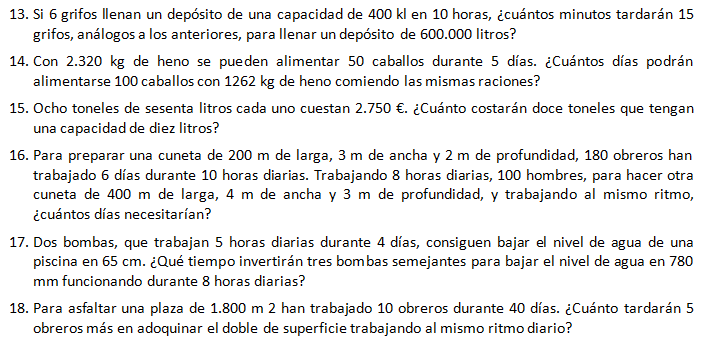 13. Si 6 grifos llenan un depósito de una capacidad de 400 kl en 10 horas, ¿cuántos minutos tardarán 15
grifos, análogos a los anteriores, para llenar un depósito de 600.000 litros?
14. Con 2.320 kg de heno se pueden alimentar 50 caballos durante 5 días. ¿Cuántos días podrán
alimentarse 100 caballos con 1262 kg de heno comiendo las mismas raciones?
15. Ocho toneles de sesenta litros cada uno cuestan 2.750 €. ¿Cuánto costarán doce toneles que tengan
una capacidad de diez litros?
16. Para preparar una cuneta de 200 m de larga, 3 m de ancha y 2 m de profundidad, 180 obreros han
trabajado 6 días durante 10 horas diarias. Trabajando 8 horas diarias, 100 hombres, para hacer otra
cuneta de 400 m de larga, 4 m de ancha y 3 m de profundidad, y trabajando al mismo ritmo,
¿cuántos días necesitarían?
17. Dos bombas, que trabajan 5 horas diarias durante 4 días, consiguen bajar el nivel de agua de una
piscina en 65 cm. ¿Qué tiempo invertirán tres bombas semejantes para bajar el nivel de agua en 780
mm funcionando durante 8 horas diarias?
18. Para asfaltar una plaza de 1.800 m 2 han trabajado 10 obreros durante 40 días. ¿Cuánto tardarán 5
obreros más en adoquinar el doble de superficie trabajando al mismo ritmo diario?